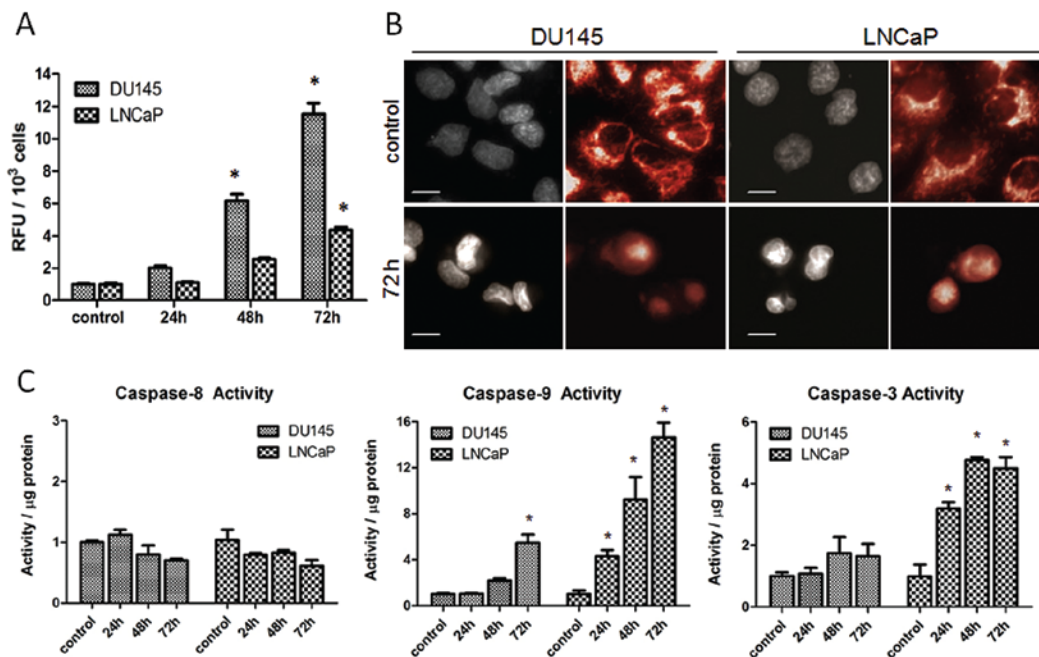 A
RFU / 10³ cells
14
12
10
8
6
4
2
0
DU145
LNCaP
*
*
*
control 24h 48h 72h
B
DU145 LNCaP
control
72h
C
Caspase-8 Activity
Activity / µg protein
3
2
1
0
DU145
LNCaP
control 24h 48h 72h control 24h 48h 72h
Caspase-9 Activity
Activity / µg protein
16
12
8
4
0
DU145
LNCaP
*
*
*
*
control 24h 48h 72h control 24h 48h 72h
Caspase-3 Activity
Activity / µg protein
6
4
2
0
DU145
LNCaP
*
*
*
control 24h 48h 72h control 24h 48h 72h